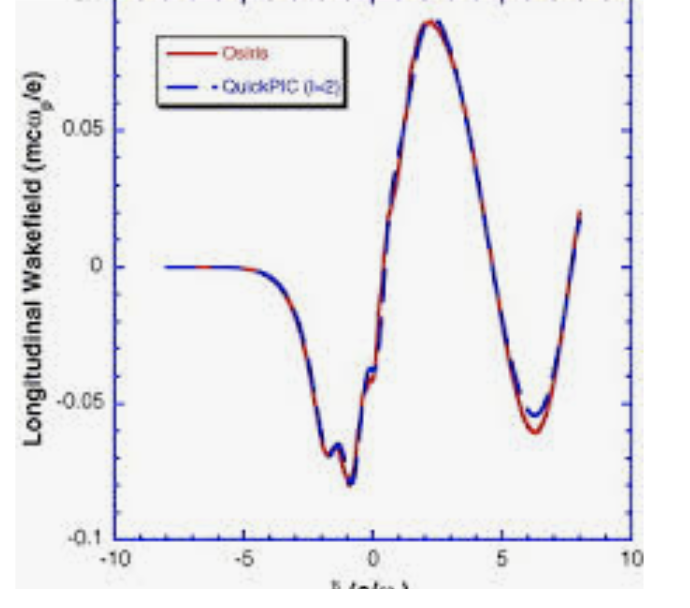 Osiris
QuickPIC (l=2)
Longitudinal Wakefield (mcω_p/e)
0.05
0
-0.05
-0.1
-10 -5 0 5 10